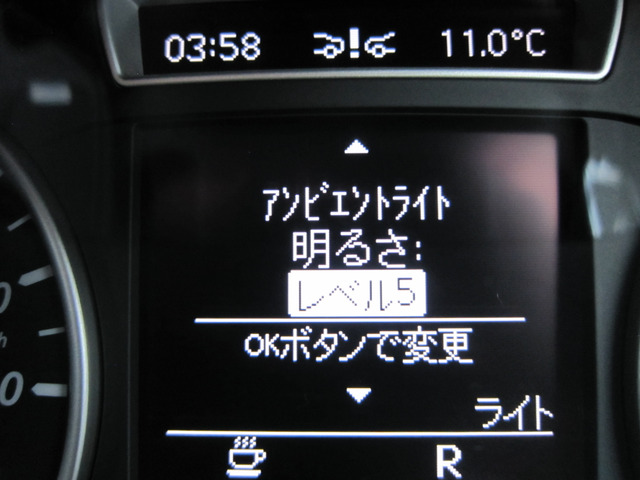 03:58 11.0°C
アンビエントライト
明るさ:
レベル5
OKボタンで変更
ライト
R